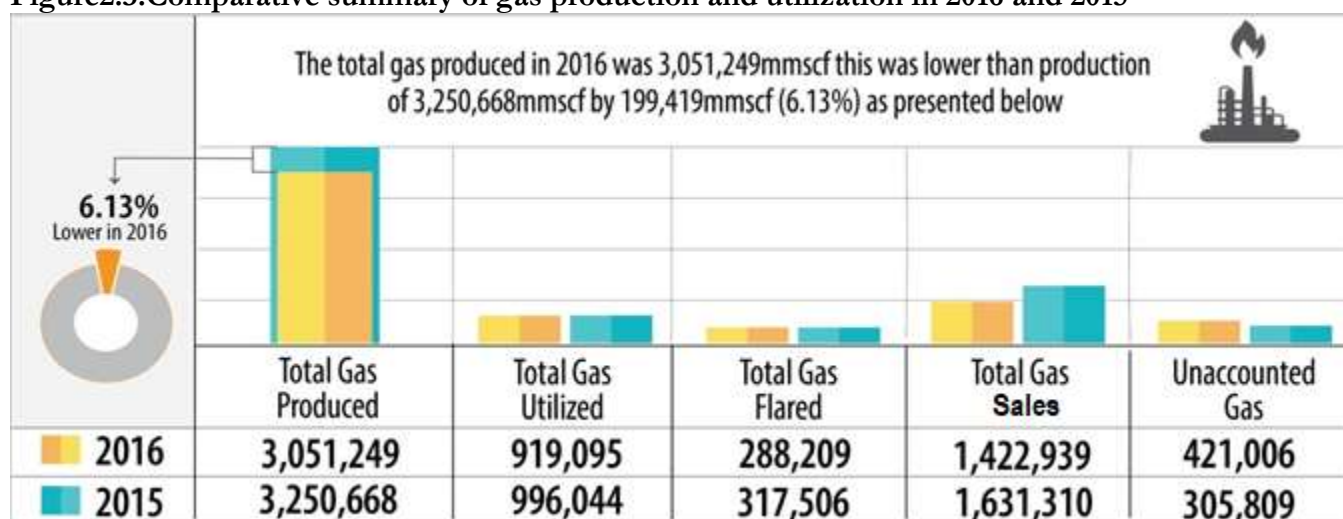 Figure2.3.Comparative summary of gas production and utilization in 2016 and 2015
The total gas produced in 2016 was 3,051,249mmscf this was lower than production
of 3,250,668mmscf by 199,419mmscf (6.13%) as presented below
6.13%
Lower in 2016
Total Gas
Produced
Total Gas
Utilized
Total Gas
Flared
Total Gas
Sales
Unaccounted
Gas
2016 3,051,249 919,095 288,209 1,422,939 421,006
2015 3,250,668 996,044 317,506 1,631,310 305,809